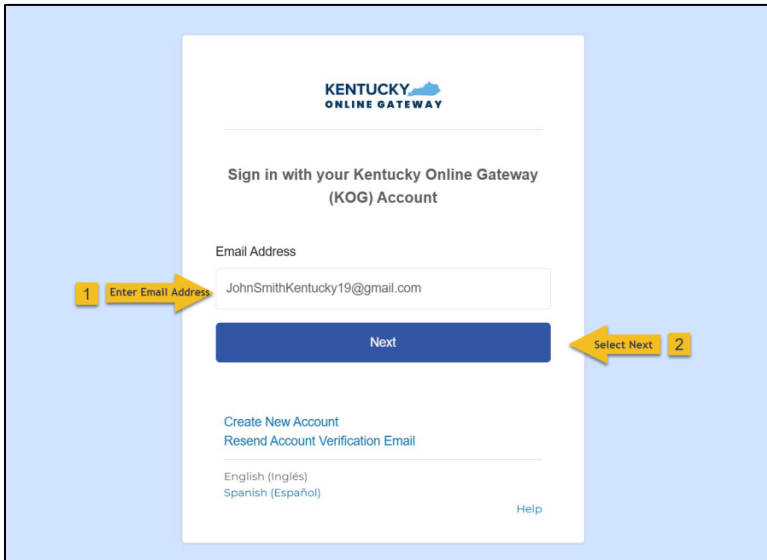 KENTUCKY
ONLINE GATEWAY
Sign in with your Kentucky Online Gateway
(KOG) Account
Email Address
1 Enter Email Address JohnSmithKentucky19@gmail.com
Next
Select Next 2
Create New Account
Resend Account Verification Email
English (Inglés)
Spanish (Español)
Help